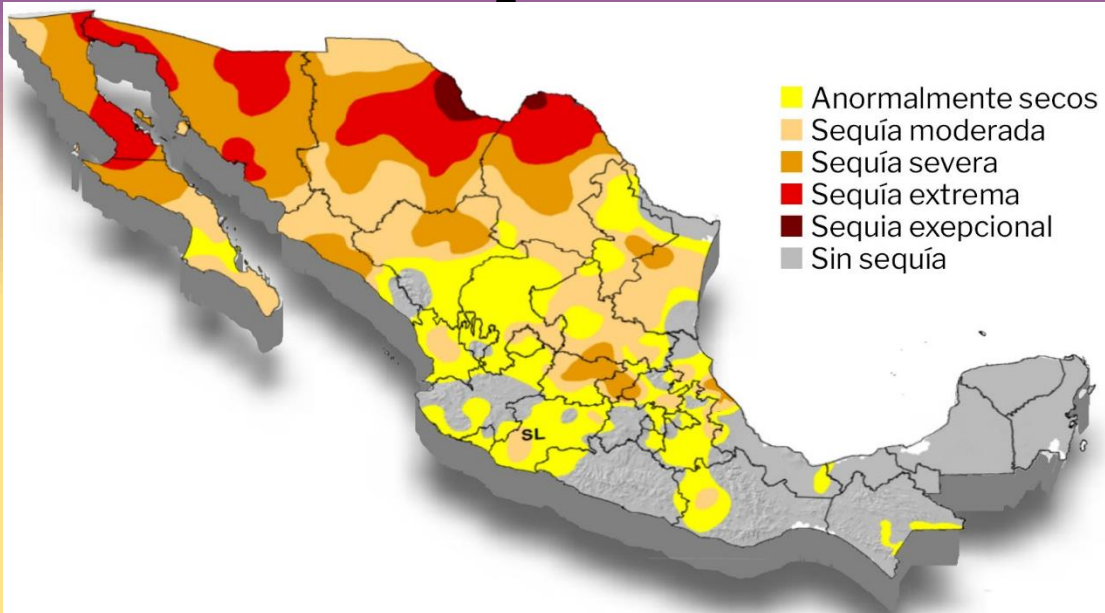 Anormalmente secos
Sequía moderada
Sequía severa
Sequía extrema
Sequia exepcional
Sin sequía
SL